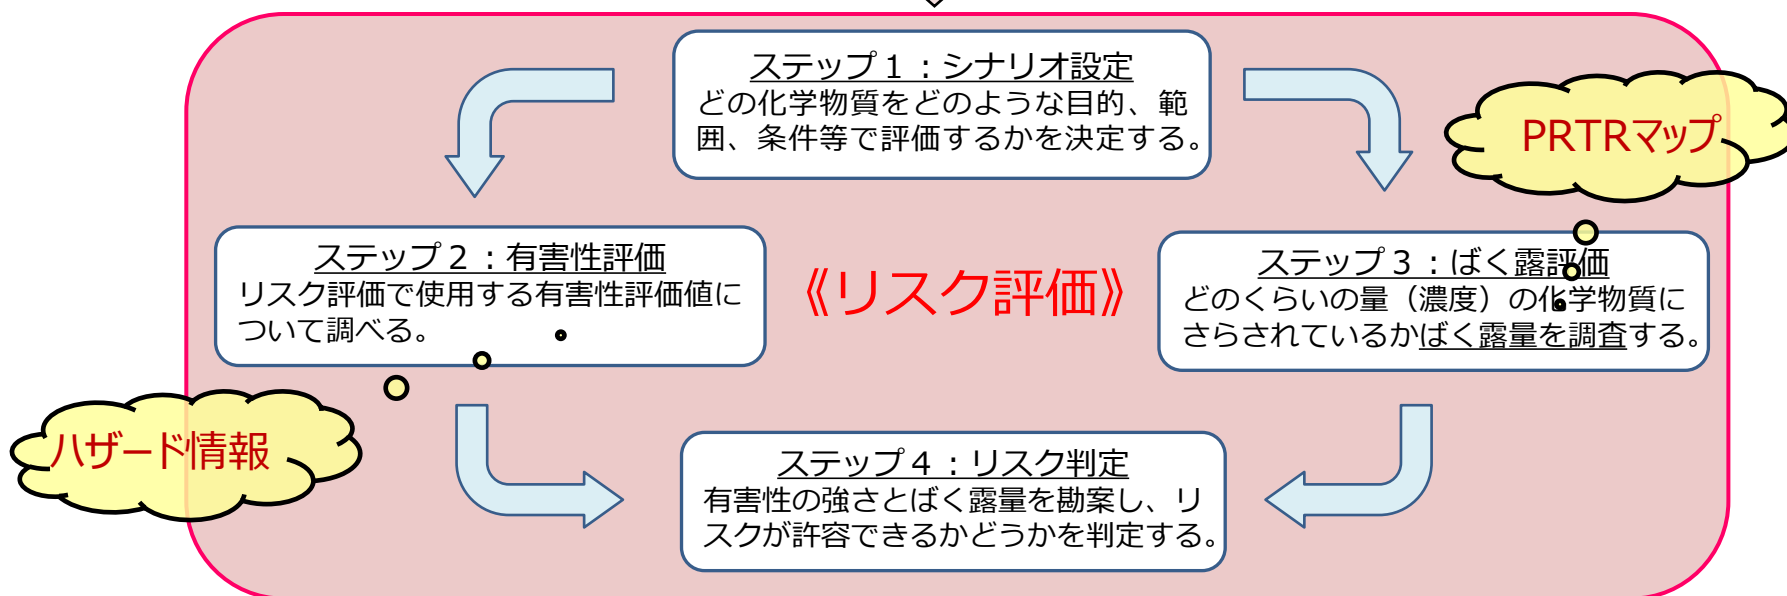 ステップ１：シナリオ設定
どの化学物質をどのような目的、範
囲、条件等で評価するかを決定する。
PRTRマップ
ステップ２：有害性評価
リスク評価で使用する有害性評価値に
ついて調べる。
《リスク評価》
ステップ３：ばく露評価
どのくらいの量（濃度）の化学物質に
さらされているかばく露量を調査する。
ハザード情報
ステップ４：リスク判定
有害性の強さとばく露量を勘案し、リ
スクが許容できるかどうかを判定する。